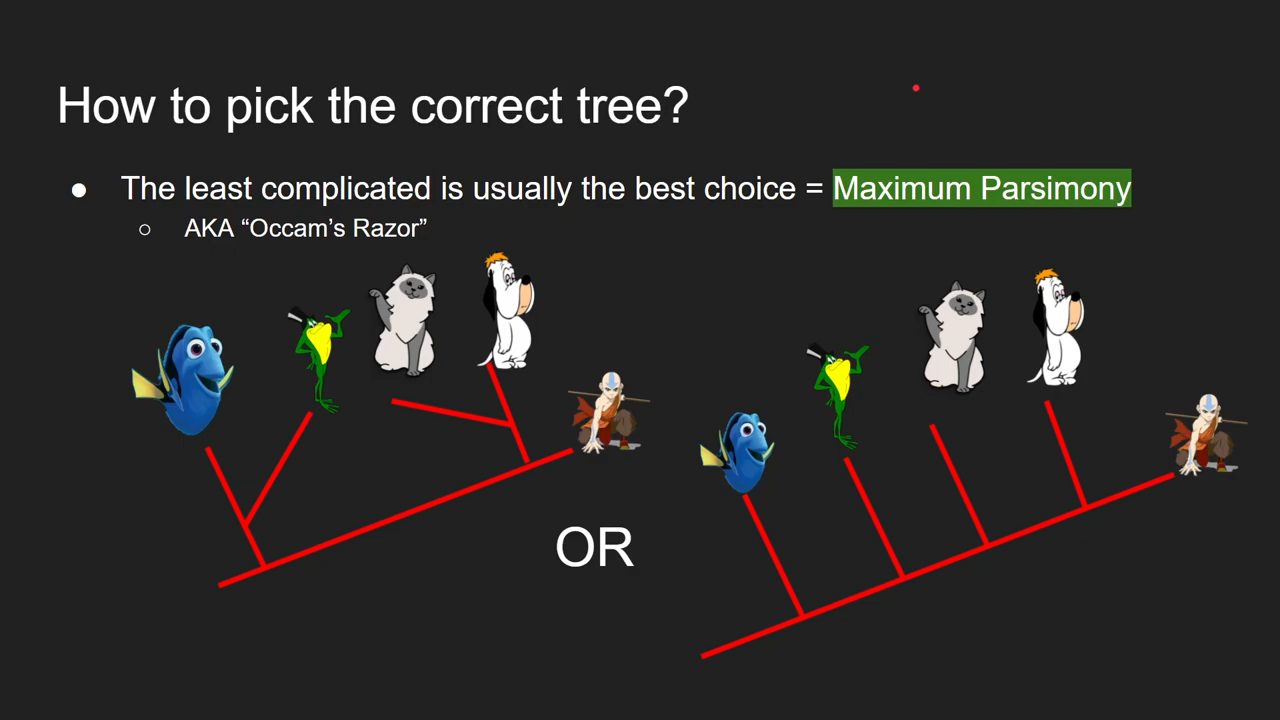 How to pick the correct tree?
● The least complicated is usually the best choice = Maximum Parsimony
○ AKA “Occam’s Razor”
OR